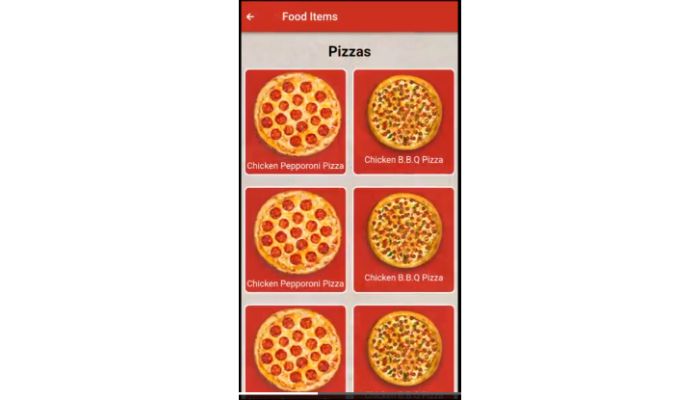 Food Items
Pizzas
Chicken Pepporoni Pizza
Chicken B.B.Q Pizza
Chicken Pepporoni Pizza
Chicken B.B.Q Pizza